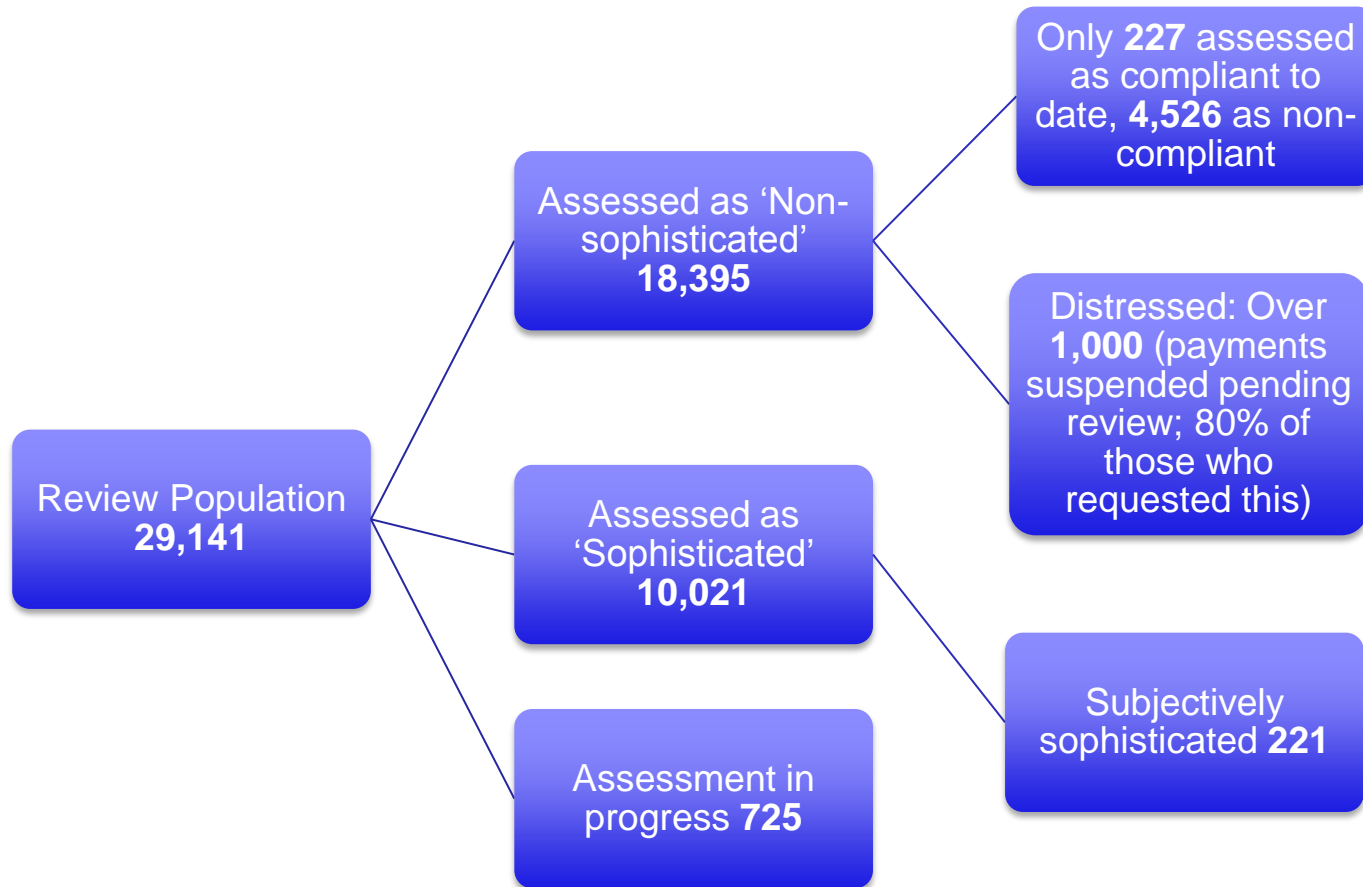 Review Population
29,141
Assessed as ‘Non-
sophisticated’
18,395
Assessed as
‘Sophisticated’
10,021
Assessment in
progress 725
Only 227 assessed
as compliant to
date, 4,526 as non-
compliant
Distressed: Over
1,000 (payments
suspended pending
review; 80% of
those who
requested this)
Subjectively
sophisticated 221